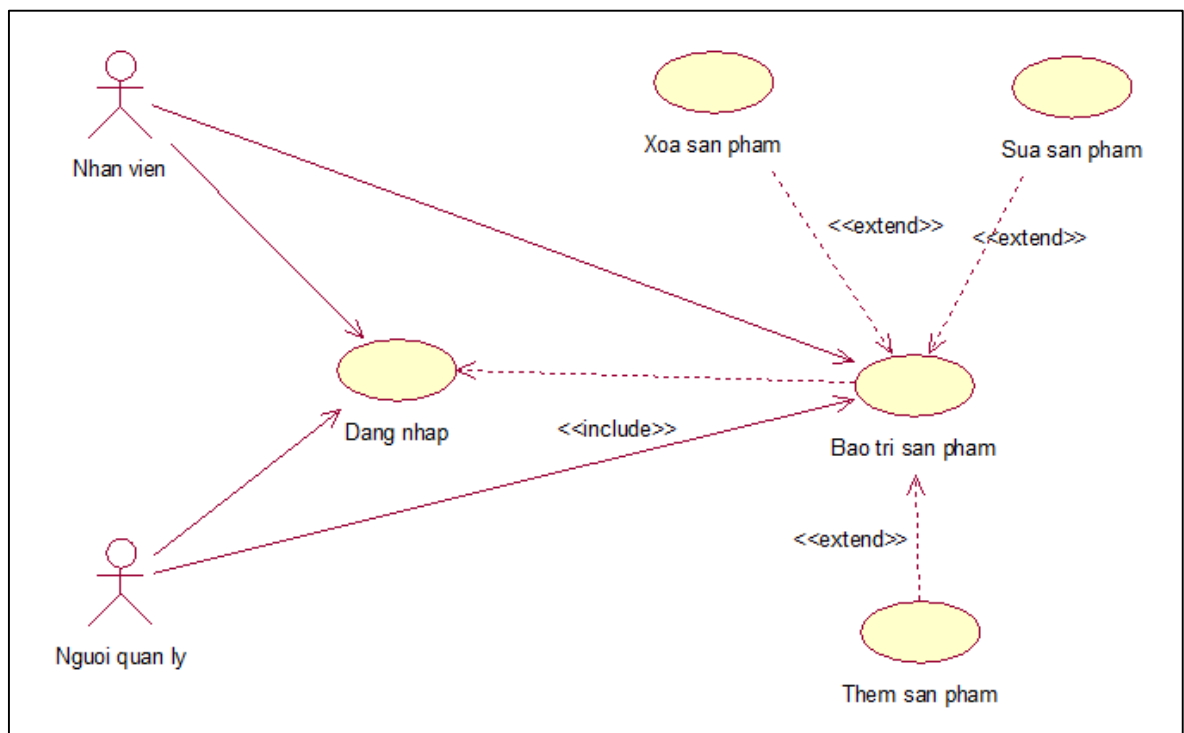 Nhan vien
Xoa san pham
Sua san pham
<<extend>>
<<extend>>
Dang nhap
<<include>>
Bao tri san pham
<<extend>>
Nguoi quan ly
Them san pham